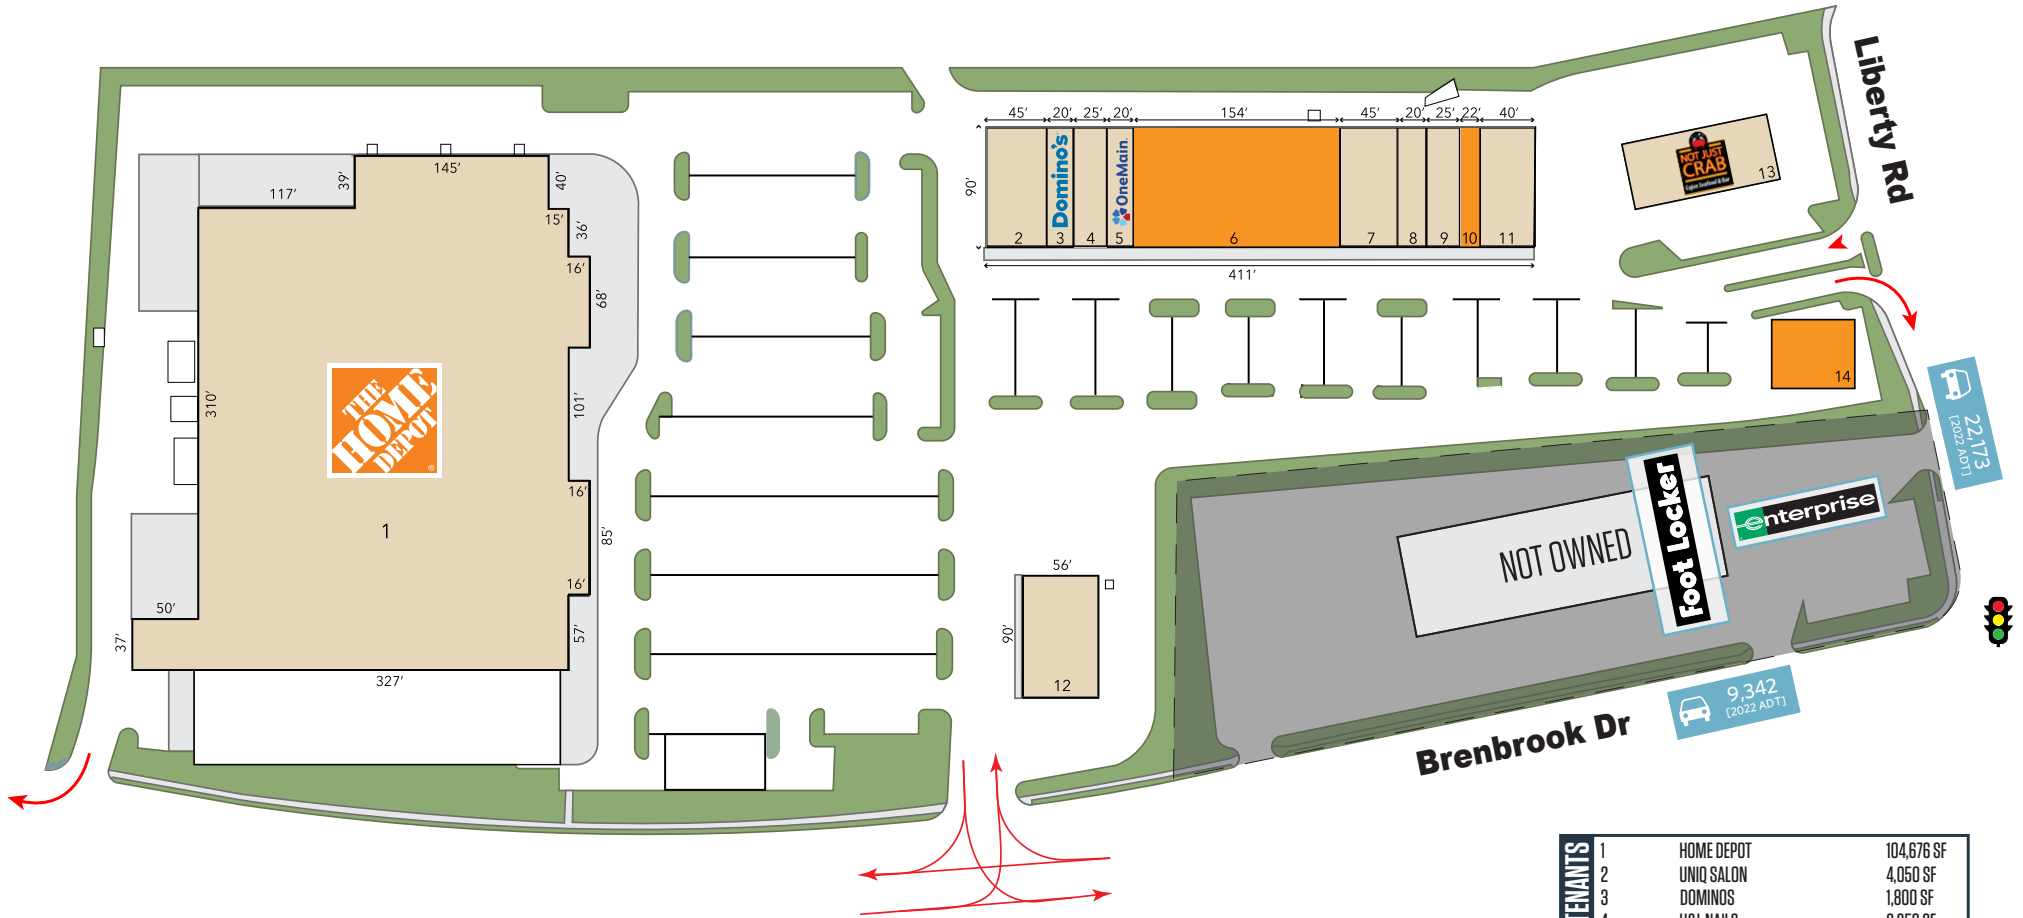 45' 20' 25' 20' 154' 45' 20' 25' 22' 40'
90'
Domino's
OneMain
2 3 4 5 6 7 8 9 10 11
411'
Liberty Rd
NOT JUST
CRAB
Cajun Seafood & Bar
13
145'
117'
39'
40'
15'
36'
16'
68'
310'
101'
THE
HOME
DEPOT
®
1
16'
85'
16'
50'
37'
57'
327'
56'
90'
12
14
22,173
[2022 ADT]
NOT OWNED
Foot Locker
enterprise
9,342
[2022 ADT]
Brenbrook Dr
TENANTS
1 HOME DEPOT 104,676 SF
2 UNIQ SALON 4,050 SF
3 DOMINOS 1,800 SF